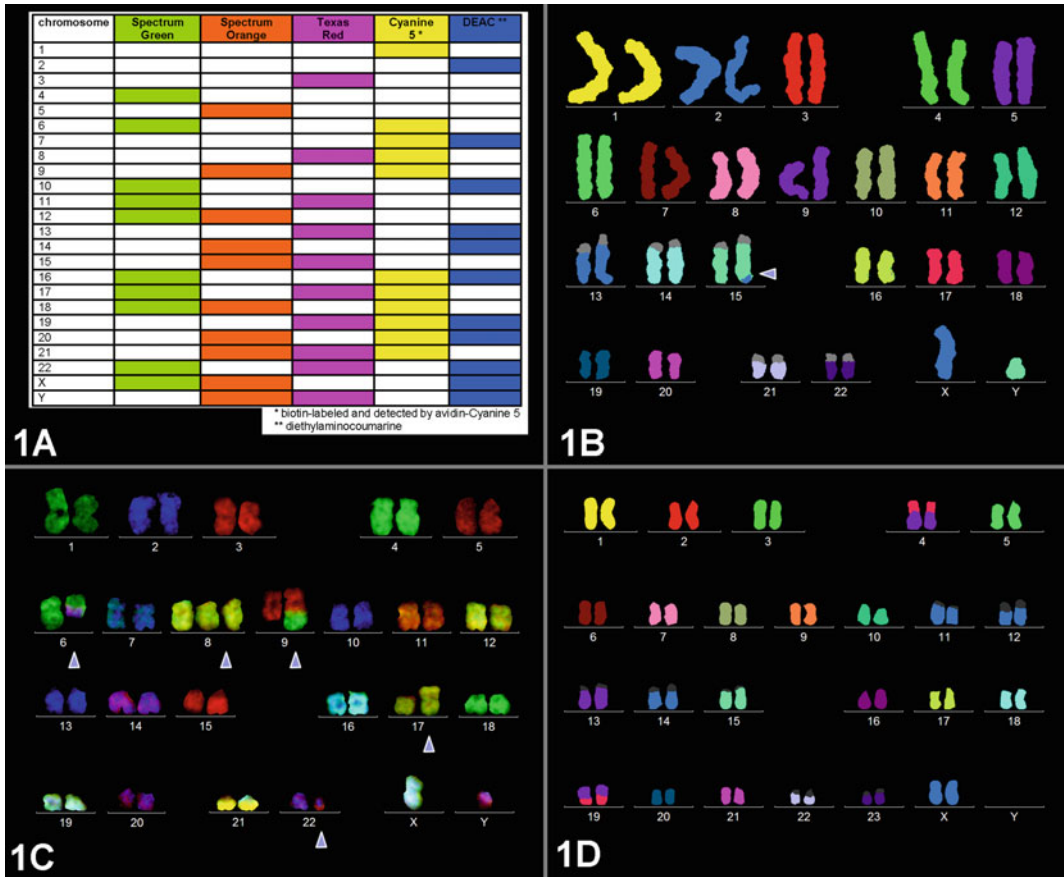 chromosome Spectrum Green Spectrum Orange Texas Red Cyanine 5 * DEAC **
1
2
3
4
5
6
7
8
9
10
11
12
13
14
15
16
17
18
19
20
21
22
X
Y
* biotin-labeled and detected by avidin-Cyanine 5
** diethylaminocoumarine
1A
1 2 3 4 5
6 7 8 9 10 11 12
13 14 15 16 17 18
19 20 21 22 X Y
1B
1 2 3 4 5
6 7 8 9 10 11 12
13 14 15 16 17 18
19 20 21 22 X Y
1C
1 2 3 4 5
6 7 8 9 10 11 12
13 14 15 16 17 18
19 20 21 22 23 X Y
1D